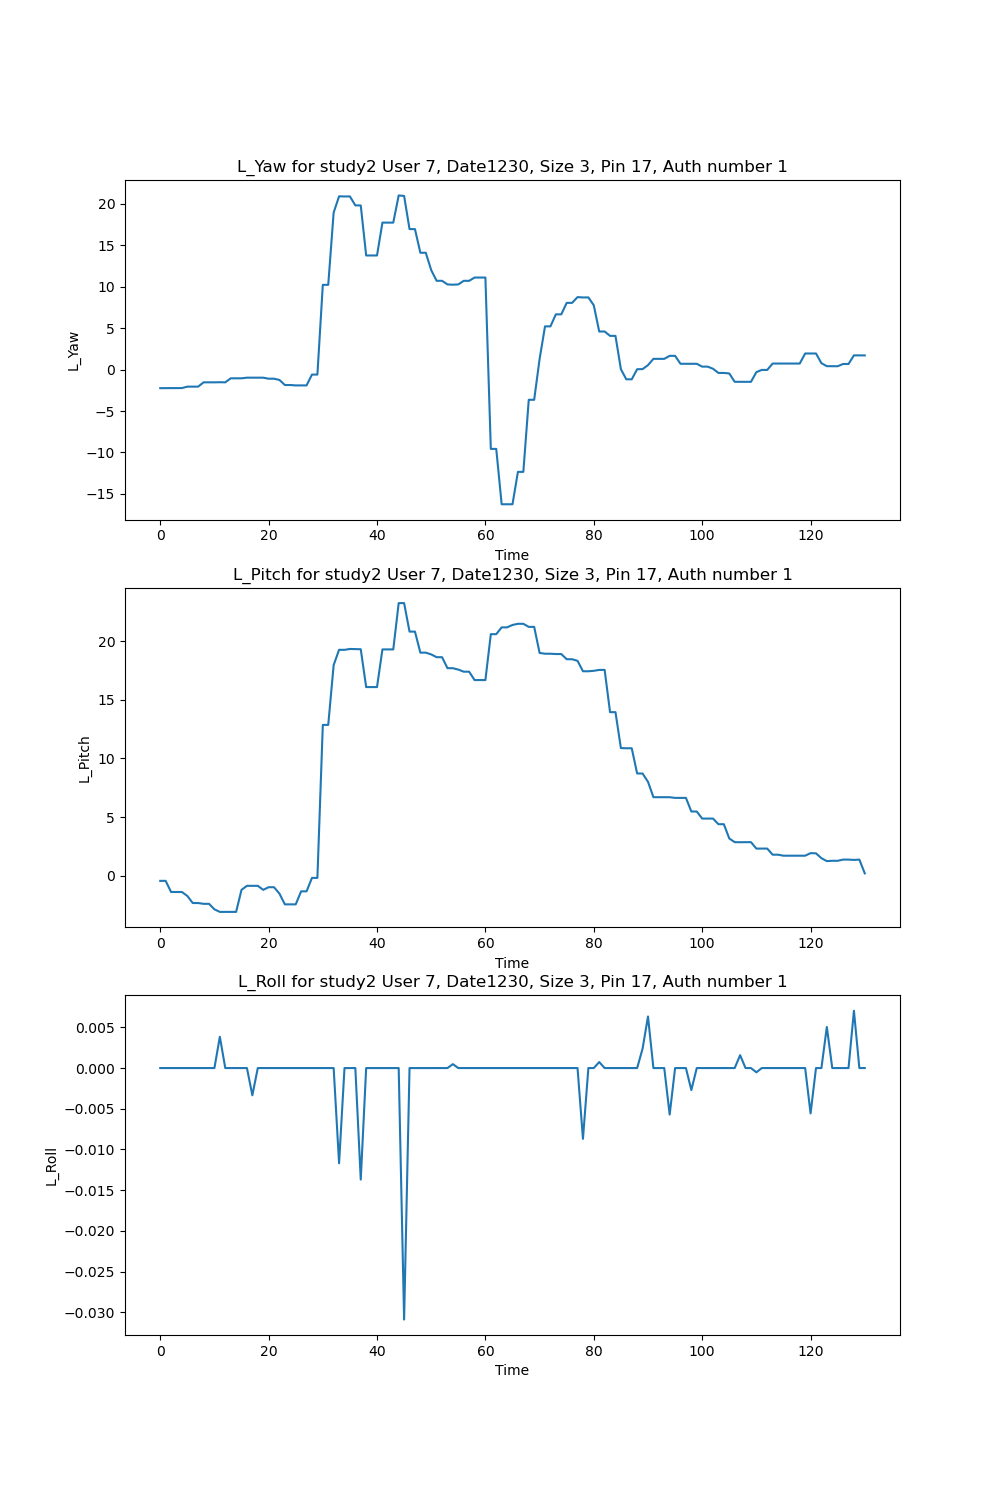 L_Yaw for study2 User 7, Date1230, Size 3, Pin 17, Auth number 1
20
15
10
5
0
−5
−10
−15
L_Yaw
0 20 40 60 80 100 120
Time
L_Pitch for study2 User 7, Date1230, Size 3, Pin 17, Auth number 1
20
15
10
5
0
L_Pitch
0 20 40 60 80 100 120
Time
L_Roll for study2 User 7, Date1230, Size 3, Pin 17, Auth number 1
0.005
0.000
−0.005
−0.010
−0.015
−0.020
−0.025
−0.030
L_Roll
0 20 40 60 80 100 120
Time